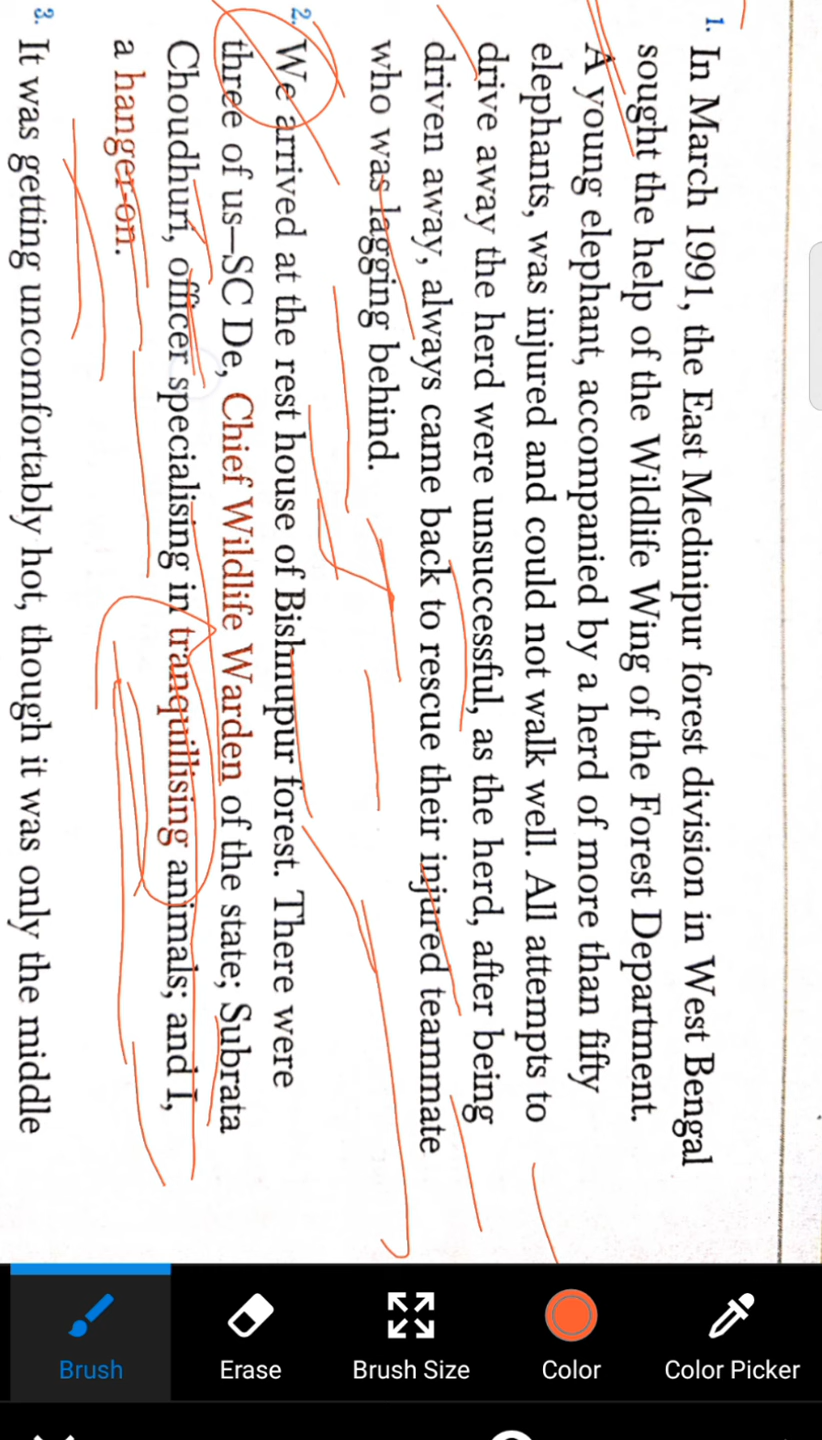 1. In March 1991, the East Medinipur forest division in West Bengal
sought the help of the Wildlife Wing of the Forest Department.
A young elephant, accompanied by a herd of more than fifty
elephants, was injured and could not walk well. All attempts to
drive away the herd were unsuccessful, as the herd, after being
driven away, always came back to rescue their injured teammate
who was lagging behind.
2. We arrived at the rest house of Bishnupur forest. There were
three of us—SC De, Chief Wildlife Warden of the state; Subrata
Choudhuri, officer specialising in tranquillising animals; and I,
a hanger-on.
3. It was getting uncomfortably hot, though it was only the middle
Brush
Erase
Brush Size
Color
Color Picker